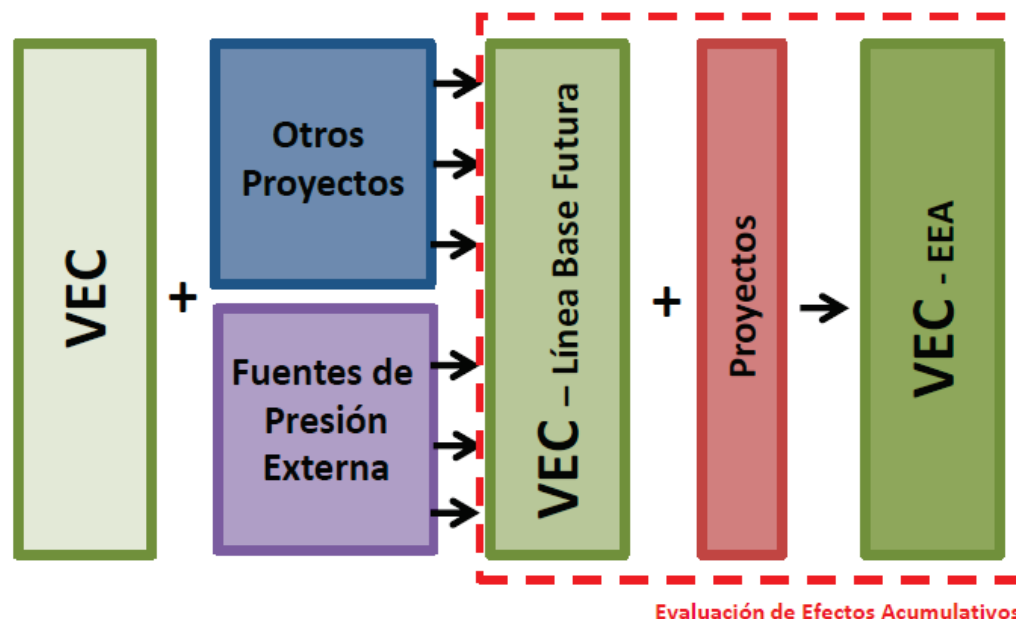 VEC
+
Otros
Proyectos
Fuentes de
Presión
Externa
VEC – Línea Base Futura
+
Proyectos
VEC - EEA
Evaluación de Efectos Acumulativos